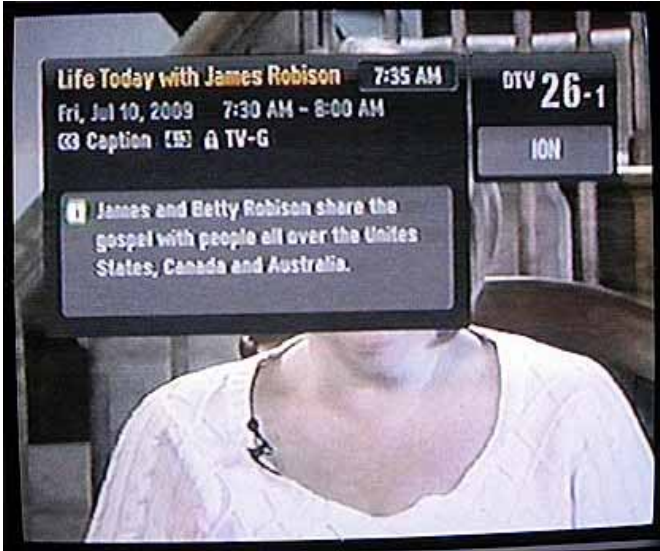 Life Today with James Robison 7:35 AM
Fri, Jul 10, 2009 7:30 AM - 8:00 AM
Caption TV-G
DTV 26-1
ION
i James and Betty Robison share the
gospel with people all over the Unites
States, Canada and Australia.